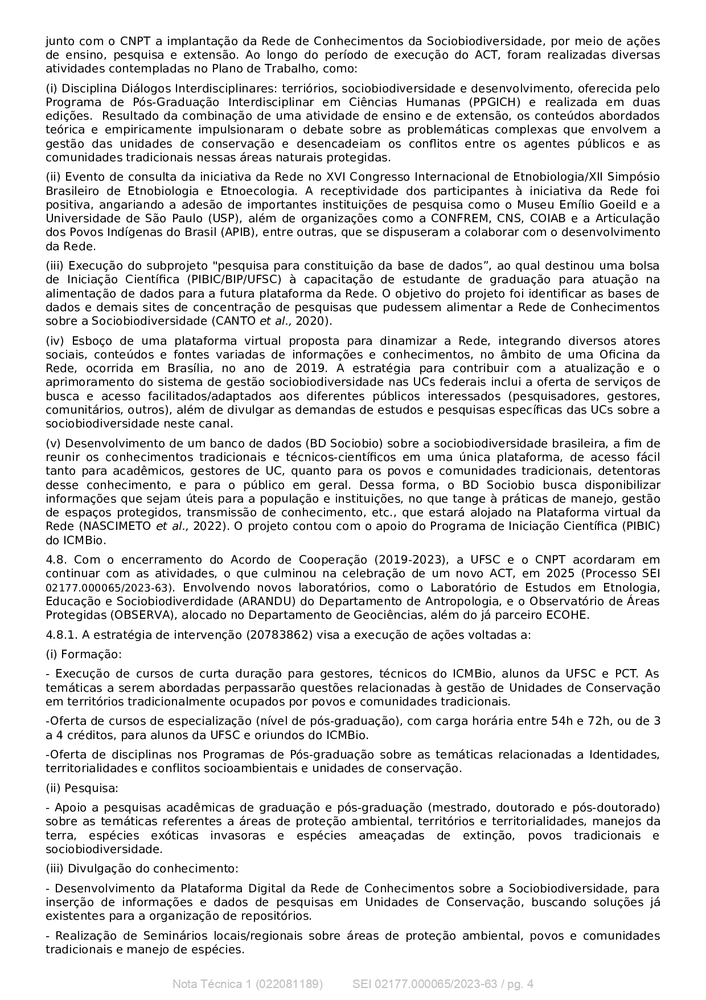 junto com o CNPT a implantação da Rede de Conhecimentos da Sociobiodiversidade, por meio de ações
de ensino, pesquisa e extensão. Ao longo do período de execução do ACT, foram realizadas diversas
atividades contempladas no Plano de Trabalho, como:
(i) Disciplina Diálogos Interdisciplinares: terriórios, sociobiodiversidade e desenvolvimento, oferecida pelo
Programa de Pós-Graduação Interdisciplinar em Ciências Humanas (PPGICH) e realizada em duas
edições.  Resultado da combinação de uma atividade de ensino e de extensão, os conteúdos abordados
teórica e empiricamente impulsionaram o debate sobre as problemáticas complexas que envolvem a
gestão das unidades de conservação e desencadeiam os conflitos entre os agentes públicos e as
comunidades tradicionais nessas áreas naturais protegidas.
(ii) Evento de consulta da iniciativa da Rede no XVI Congresso Internacional de Etnobiologia/XII Simpósio
Brasileiro de Etnobiologia e Etnoecologia. A receptividade dos participantes à iniciativa da Rede foi
positiva, angariando a adesão de importantes instituições de pesquisa como o Museu Emílio Goeild e a
Universidade de São Paulo (USP), além de organizações como a CONFREM, CNS, COIAB e a Articulação
dos Povos Indígenas do Brasil (APIB), entre outras, que se dispuseram a colaborar com o desenvolvimento
da Rede.
(iii) Execução do subprojeto "pesquisa para constituição da base de dados”, ao qual destinou uma bolsa
de Iniciação Científica (PIBIC/BIP/UFSC) à capacitação de estudante de graduação para atuação na
alimentação de dados para a futura plataforma da Rede. O objetivo do projeto foi identificar as bases de
dados e demais sites de concentração de pesquisas que pudessem alimentar a Rede de Conhecimentos
sobre a Sociobiodiversidade (CANTO et al., 2020).
(iv) Esboço de uma plataforma virtual proposta para dinamizar a Rede, integrando diversos atores
sociais, conteúdos e fontes variadas de informações e conhecimentos, no âmbito de uma Oficina da
Rede, ocorrida em Brasília, no ano de 2019. A estratégia para contribuir com a atualização e o
aprimoramento do sistema de gestão sociobiodiversidade nas UCs federais inclui a oferta de serviços de
busca e acesso facilitados/adaptados aos diferentes públicos interessados (pesquisadores, gestores,
comunitários, outros), além de divulgar as demandas de estudos e pesquisas específicas das UCs sobre a
sociobiodiversidade neste canal.
(v) Desenvolvimento de um banco de dados (BD Sociobio) sobre a sociobiodiversidade brasileira, a fim de
reunir os conhecimentos tradicionais e técnicos-científicos em uma única plataforma, de acesso fácil
tanto para acadêmicos, gestores de UC, quanto para os povos e comunidades tradicionais, detentoras
desse conhecimento, e para o público em geral. Dessa forma, o BD Sociobio busca disponibilizar
informações que sejam úteis para a população e instituições, no que tange à práticas de manejo, gestão
de espaços protegidos, transmissão de conhecimento, etc., que estará alojado na Plataforma virtual da
Rede (NASCIMETO et al., 2022). O projeto contou com o apoio do Programa de Iniciação Científica (PIBIC)
do ICMBio.
4.8. Com o encerramento do Acordo de Cooperação (2019-2023), a UFSC e o CNPT acordaram em
continuar com as atividades, o que culminou na celebração de um novo ACT, em 2025 (Processo SEI
02177.000065/2023-63). Envolvendo novos laboratórios, como o Laboratório de Estudos em Etnologia,
Educação e Sociobiodiverdidade (ARANDU) do Departamento de Antropologia, e o Observatório de Áreas
Protegidas (OBSERVA), alocado no Departamento de Geociências, além do já parceiro ECOHE.
4.8.1. A estratégia de intervenção (20783862) visa a execução de ações voltadas a:
(i) Formação:
- Execução de cursos de curta duração para gestores, técnicos do ICMBio, alunos da UFSC e PCT. As
temáticas a serem abordadas perpassarão questões relacionadas à gestão de Unidades de Conservação
em territórios tradicionalmente ocupados por povos e comunidades tradicionais.
-Oferta de cursos de especialização (nível de pós-graduação), com carga horária entre 54h e 72h, ou de 3
a 4 créditos, para alunos da UFSC e oriundos do ICMBio.
-Oferta de disciplinas nos Programas de Pós-graduação sobre as temáticas relacionadas a Identidades,
territorialidades e conflitos socioambientais e unidades de conservação.
(ii) Pesquisa:
- Apoio a pesquisas acadêmicas de graduação e pós-graduação (mestrado, doutorado e pós-doutorado)
sobre as temáticas referentes a áreas de proteção ambiental, territórios e territorialidades, manejos da
terra, espécies exóticas invasoras e espécies ameaçadas de extinção, povos tradicionais e
sociobiodiversidade.
(iii) Divulgação do conhecimento:
- Desenvolvimento da Plataforma Digital da Rede de Conhecimentos sobre a Sociobiodiversidade, para
inserção de informações e dados de pesquisas em Unidades de Conservação, buscando soluções já
existentes para a organização de repositórios.
- Realização de Seminários locais/regionais sobre áreas de proteção ambiental, povos e comunidades
tradicionais e manejo de espécies.
Nota Técnica 1 (022081189) SEI 02177.000065/2023-63 / pg. 4